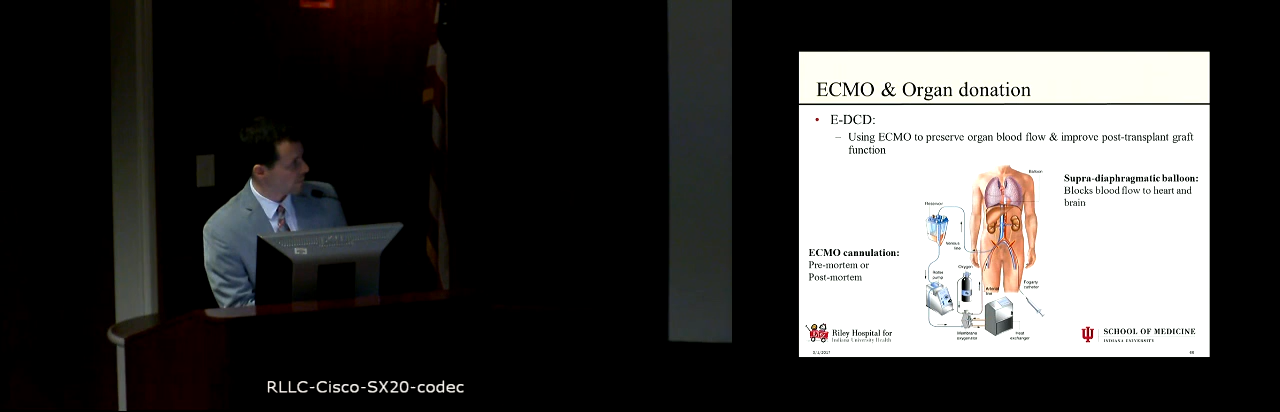 ECMO & Organ donation
• E-DCD:
– Using ECMO to preserve organ blood flow & improve post-transplant graft
function
Balloon
Supra-diaphragmatic balloon:
Blocks blood flow to heart and
brain
Reservoir
Venous
line
ECMO cannulation:
Pre-mortem or
Post-mortem
Roller
pump
Oxygen
Arterial
line
Fogarty
catheter
Membrane
oxygenator
Heat
exchanger
Riley Hospital for
Indiana University Health
SCHOOL OF MEDICINE
INDIANA UNIVERSITY
RLLC-Cisco-SX20-codec